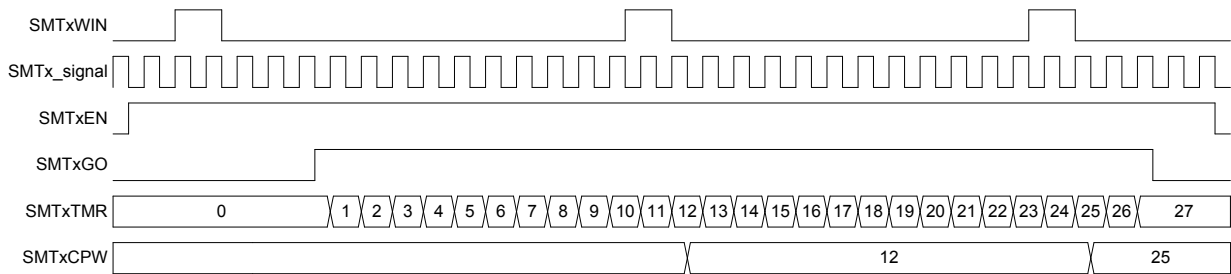 SMTxWIN
SMTx_signal
SMTxEN
SMTxGO
SMTxTMR 0 1 2 3 4 5 6 7 8 9 10 11 12 13 14 15 16 17 18 19 20 21 22 23 24 25 26 27
SMTxCPW 12 25